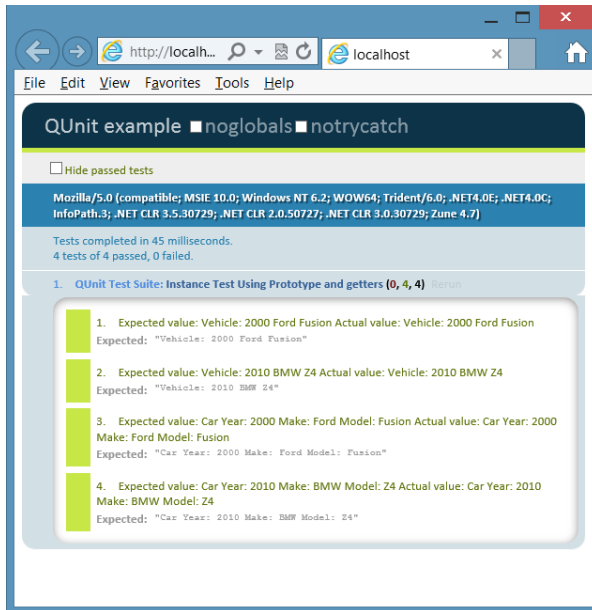 http://localh...
localhost
File Edit View Favorites Tools Help
QUnit example noglobals notrycatch
Hide passed tests
Mozilla/5.0 (compatible; MSIE 10.0; Windows NT 6.2; WOW64; Trident/6.0; .NET4.0E; .NET4.0C;
InfoPath.3; .NET CLR 3.5.30729; .NET CLR 2.0.50727; .NET CLR 3.0.30729; Zune 4.7)
Tests completed in 45 milliseconds.
4 tests of 4 passed, 0 failed.
1. QUnit Test Suite: Instance Test Using Prototype and getters (0, 4, 4) Rerun
1. Expected value: Vehicle: 2000 Ford Fusion Actual value: Vehicle: 2000 Ford Fusion
Expected: "Vehicle: 2000 Ford Fusion"
2. Expected value: Vehicle: 2010 BMW Z4 Actual value: Vehicle: 2010 BMW Z4
Expected: "Vehicle: 2010 BMW Z4"
3. Expected value: Car Year: 2000 Make: Ford Model: Fusion Actual value: Car Year: 2000
Make: Ford Model: Fusion
Expected: "Car Year: 2000 Make: Ford Model: Fusion"
4. Expected value: Car Year: 2010 Make: BMW Model: Z4 Actual value: Car Year: 2010
Make: BMW Model: Z4
Expected: "Car Year: 2010 Make: BMW Model: Z4"